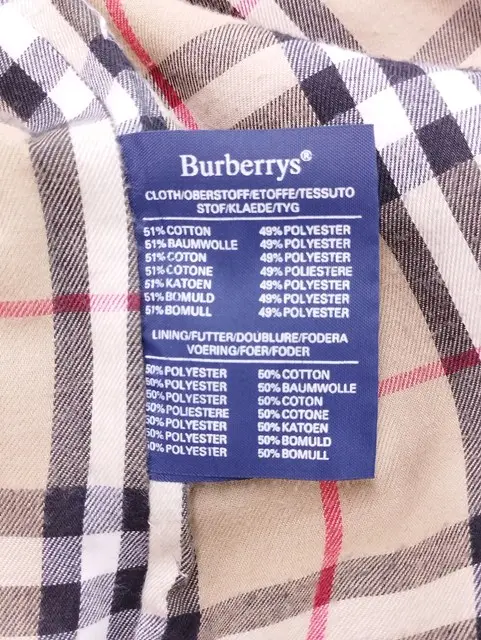 Burberrys®
CLOTH/OBERSTOFF/ETOFFE/TESSUTO
STOF/KLAEDE/TYG
51% COTTON 49% POLYESTER
51% BAUMWOLLE 49% POLYESTER
51% COTON 49% POLYESTER
51% COTONE 49% POLIESTERE
51% KATOEN 49% POLYESTER
51% BOMULD 49% POLYESTER
51% BOMULL 49% POLYESTER
LINING/FUTTER/DOUBLURE/FODERA
VOERING/FOER/FODER
50% POLYESTER 50% COTTON
50% POLYESTER 50% BAUMWOLLE
50% POLYESTER 50% COTON
50% POLIESTERE 50% COTONE
50% POLYESTER 50% KATOEN
50% POLYESTER 50% BOMULD
50% POLYESTER 50% BOMULL